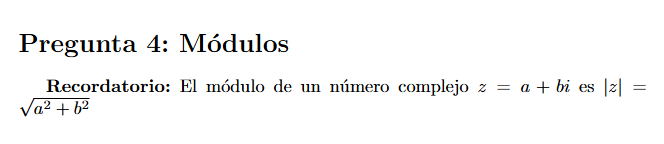 Pregunta 4: Módulos
Recordatorio: El módulo de un número complejo z = a + bi es |z| =
√a² + b²